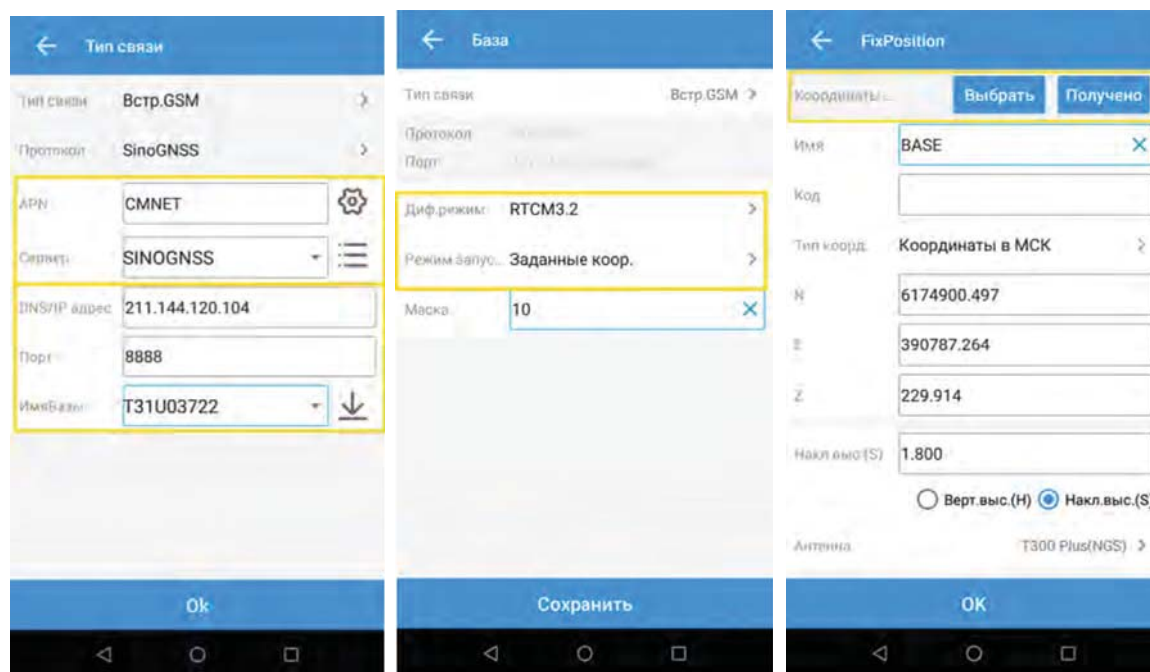 Тип связи
Тип связи Встр.GSM
Протокол SinoGNSS
APN CMNET
Сервер SINOGNSS
DNS/IP адрес 211.144.120.104
Порт 8888
ИмяБазы T31U03722
Ok
База
Тип связи Встр.GSM
Протокол
Порт
Диф.режим RTCM3.2
Режим запус... Заданные коор.
Маска 10
Сохранить
FixPosition
Координаты... Выбрать Получено
Имя BASE
Код
Тип коорд. Координаты в МСК
N 6174900.497
E 390787.264
Z 229.914
Накл.выс(S) 1.800
Верт.выс.(H) Накл.выс.(S
Антенна T300 Plus(NGS)
OK